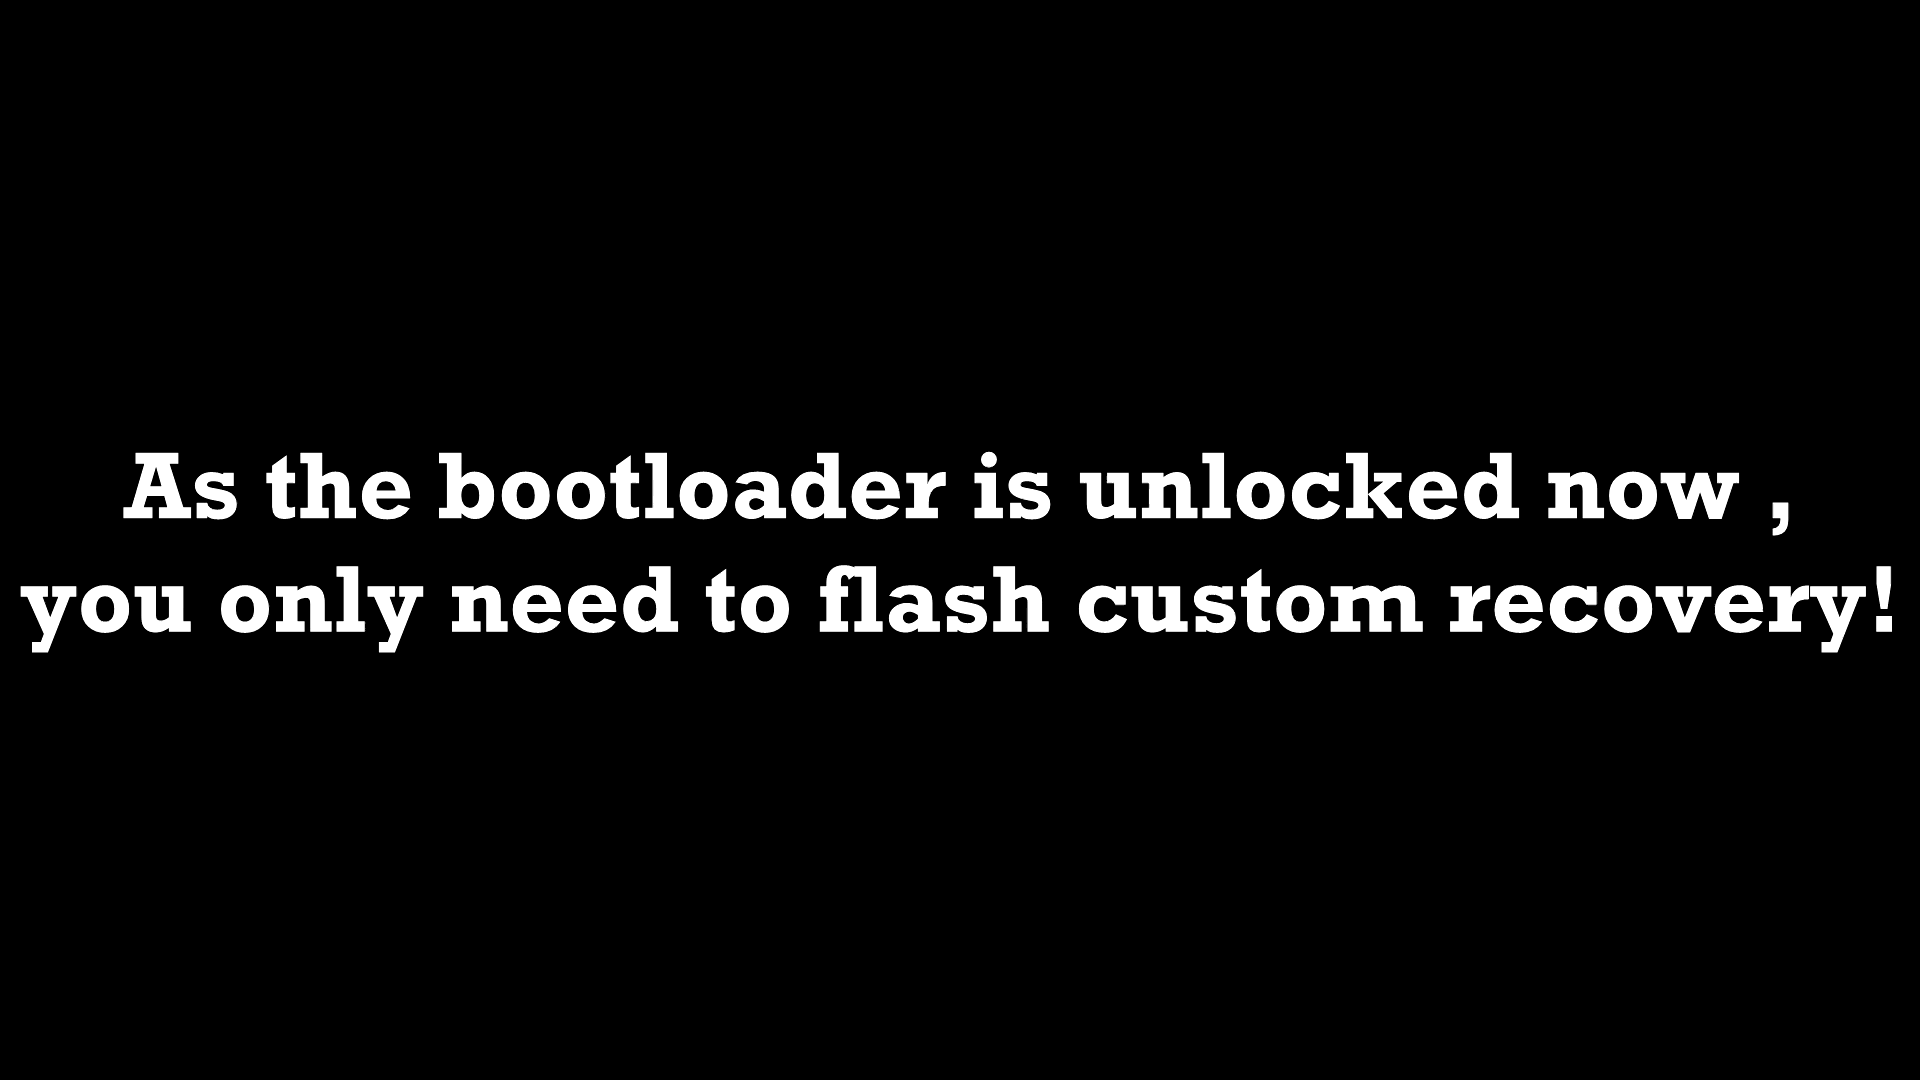 As the bootloader is unlocked now ,
you only need to flash custom recovery!